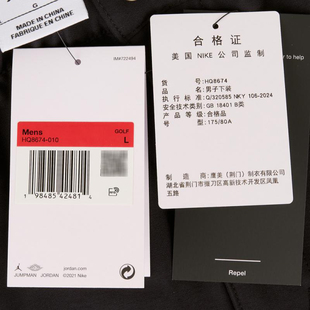 G
MADE IN CHINA
FABRIQUÉ EN CHINE
Mens
GOLF
HQ8674-010
L
1 98485 42481 4
jordan.com
JUMPMAN
JORDAN
©2021 Nike
合格证
美国 NIKE 公司监制
货号：HQ8674
品名：男子下装
执行标准：Q/320585 NKY 106-2024
安全技术类别：GB 18401 B类
产品等级：合格品
型号：175/80A
制造商：鹰美（荆门）制衣有限公司
湖北省荆门市掇刀区高新技术开发区凤凰
五路
Repel